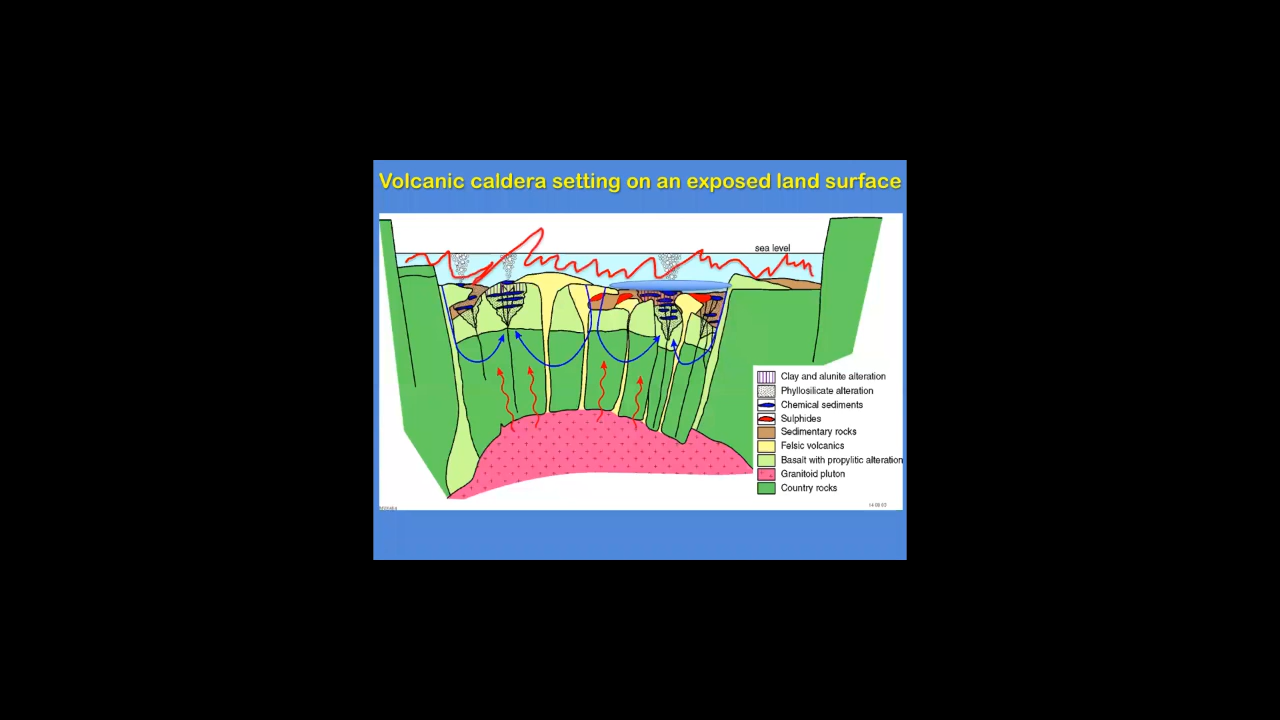 Volcanic caldera setting on an exposed land surface
sea level
Clay and alunite alteration
Phyllosilicate alteration
Chemical sediments
Sulphides
Sedimentary rocks
Felsic volcanics
Basalt with propylitic alteration
Granitoid pluton
Country rocks